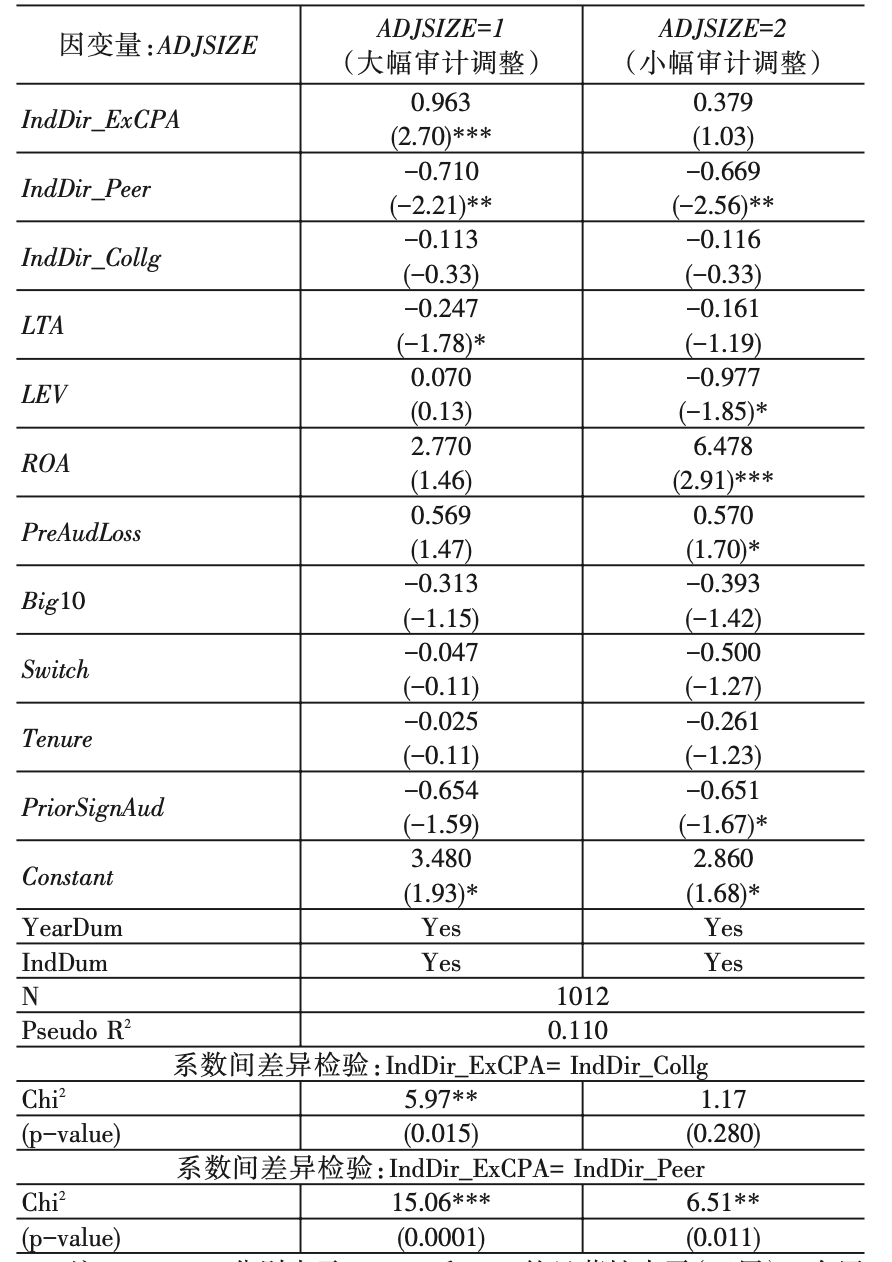 因变量:ADJSIZE ADJSIZE=1 ADJSIZE=2
(大幅审计调整) (小幅审计调整)
IndDir_ExCPA 0.963 0.379
(2.70)*** (1.03)
IndDir_Peer −0.710 −0.669
(−2.21)** (−2.56)**
IndDir_Collg −0.113 −0.116
(−0.33) (−0.33)
LTA −0.247 −0.161
(−1.78)* (−1.19)
LEV 0.070 −0.977
(0.13) (−1.85)*
ROA 2.770 6.478
(1.46) (2.91)***
PreAudLoss 0.569 0.570
(1.47) (1.70)*
Big10 −0.313 −0.393
(−1.15) (−1.42)
Switch −0.047 −0.500
(−0.11) (−1.27)
Tenure −0.025 −0.261
(−0.11) (−1.23)
PriorSignAud −0.654 −0.651
(−1.59) (−1.67)*
Constant 3.480 2.860
(1.93)* (1.68)*
YearDum Yes Yes
IndDum Yes Yes
N 1012
Pseudo R² 0.110
系数间差异检验:IndDir_ExCPA= IndDir_Collg
Chi² 5.97** 1.17
(p−value) (0.015) (0.280)
系数间差异检验:IndDir_ExCPA= IndDir_Peer
Chi² 15.06*** 6.51**
(p−value) (0.0001) (0.011)